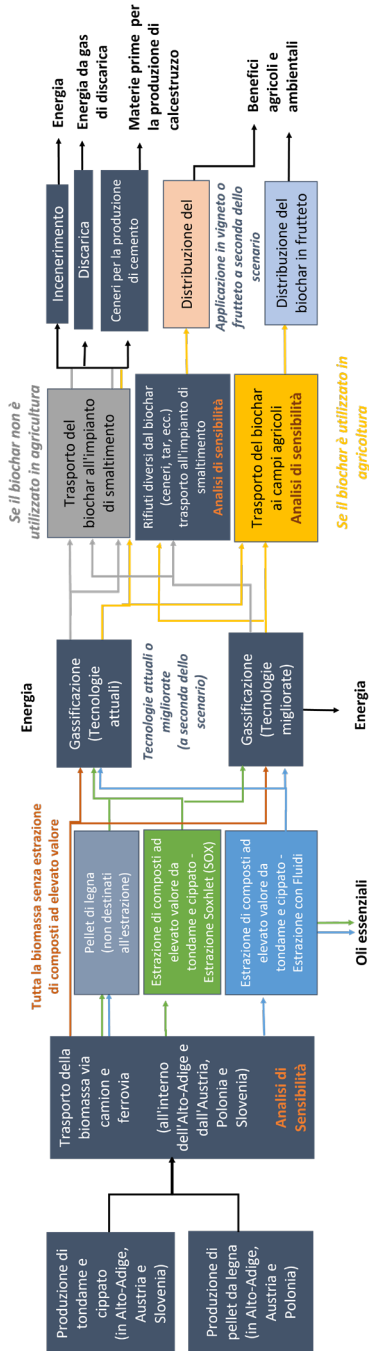 Produzione di
tondame e
cippato
(in Alto-Adige,
Austria e
Slovenia)
Produzione di
pellet da legna
(in Alto-Adige,
Austria e
Polonia)
Trasporto della
biomassa via
camion e
ferrovia
(all'interno
dell'Alto-Adige e
dall'Austria,
Polonia e
Slovenia)
Analisi di
Sensibilità
Tutta la biomassa senza estrazione
di composti ad elevato valore
Pellet di legna
(non destinati
all'estrazione)
Estrazione di composti ad
elevato valore da
tondame e cippato -
Estrazione Soxhlet (SOX)
Estrazione di composti ad
elevato valore da
tondame e cippato -
Estrazione con Fluidi
Oli essenziali
Energia
Gassificazione
(Tecnologie
attuali)
Tecnologie attuali o
migliorate
(a seconda dello
scenario)
Gassificazione
(Tecnologie
migliorate)
Energia
Se il biochar non è
utilizzato in agricultura
Trasporto del
biochar all'impianto
di smaltimento
Rifiuti diversi dal biochar
(ceneri, tar, ecc.)
trasporto all'impianto di
smaltimento
Analisi di sensibilità
Trasporto del biochar
ai campi agricoli
Analisi di sensibilità
Se il biochar è utilizzato in
agricoltura
Incenerimento
Discarica
Ceneri per la produzione
di cemento
Distribuzione del
Applicazione in vigneto o
frutteto a seconda dello
scenario
Distribuzione del
biochar in frutteto
Energia
Energia da gas
di discarica
Materie prime per
la produzione di
calcestruzzo
Benefici
agricoli e
ambientali